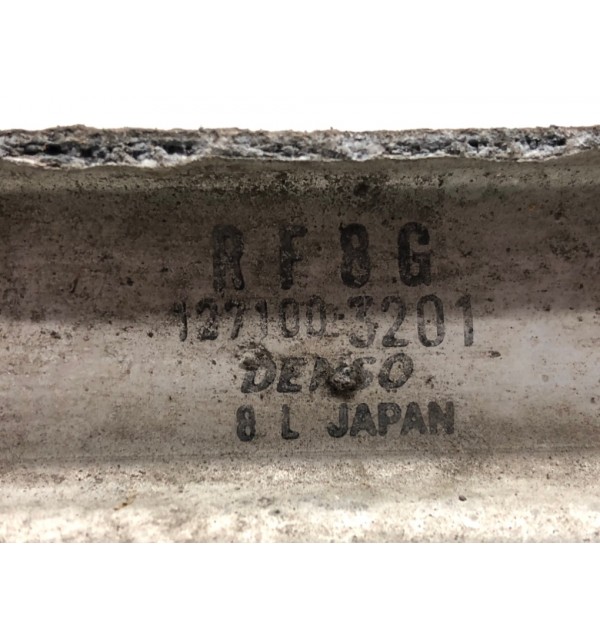 RF8G
127100-3201
DENSO
8 L JAPAN